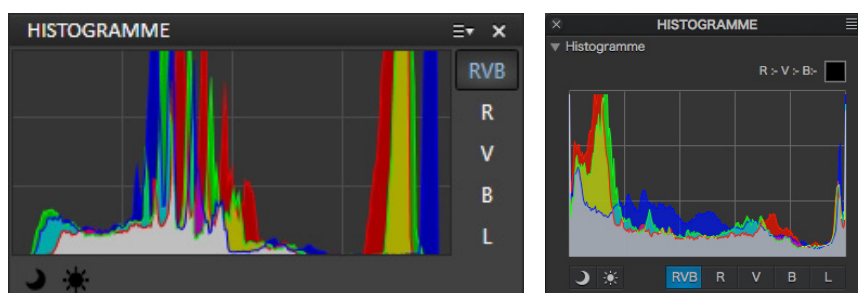 HISTOGRAMME
RVB
R
V
B
L
HISTOGRAMME
Histogramme
R :- V :- B:-
RVB R V B L